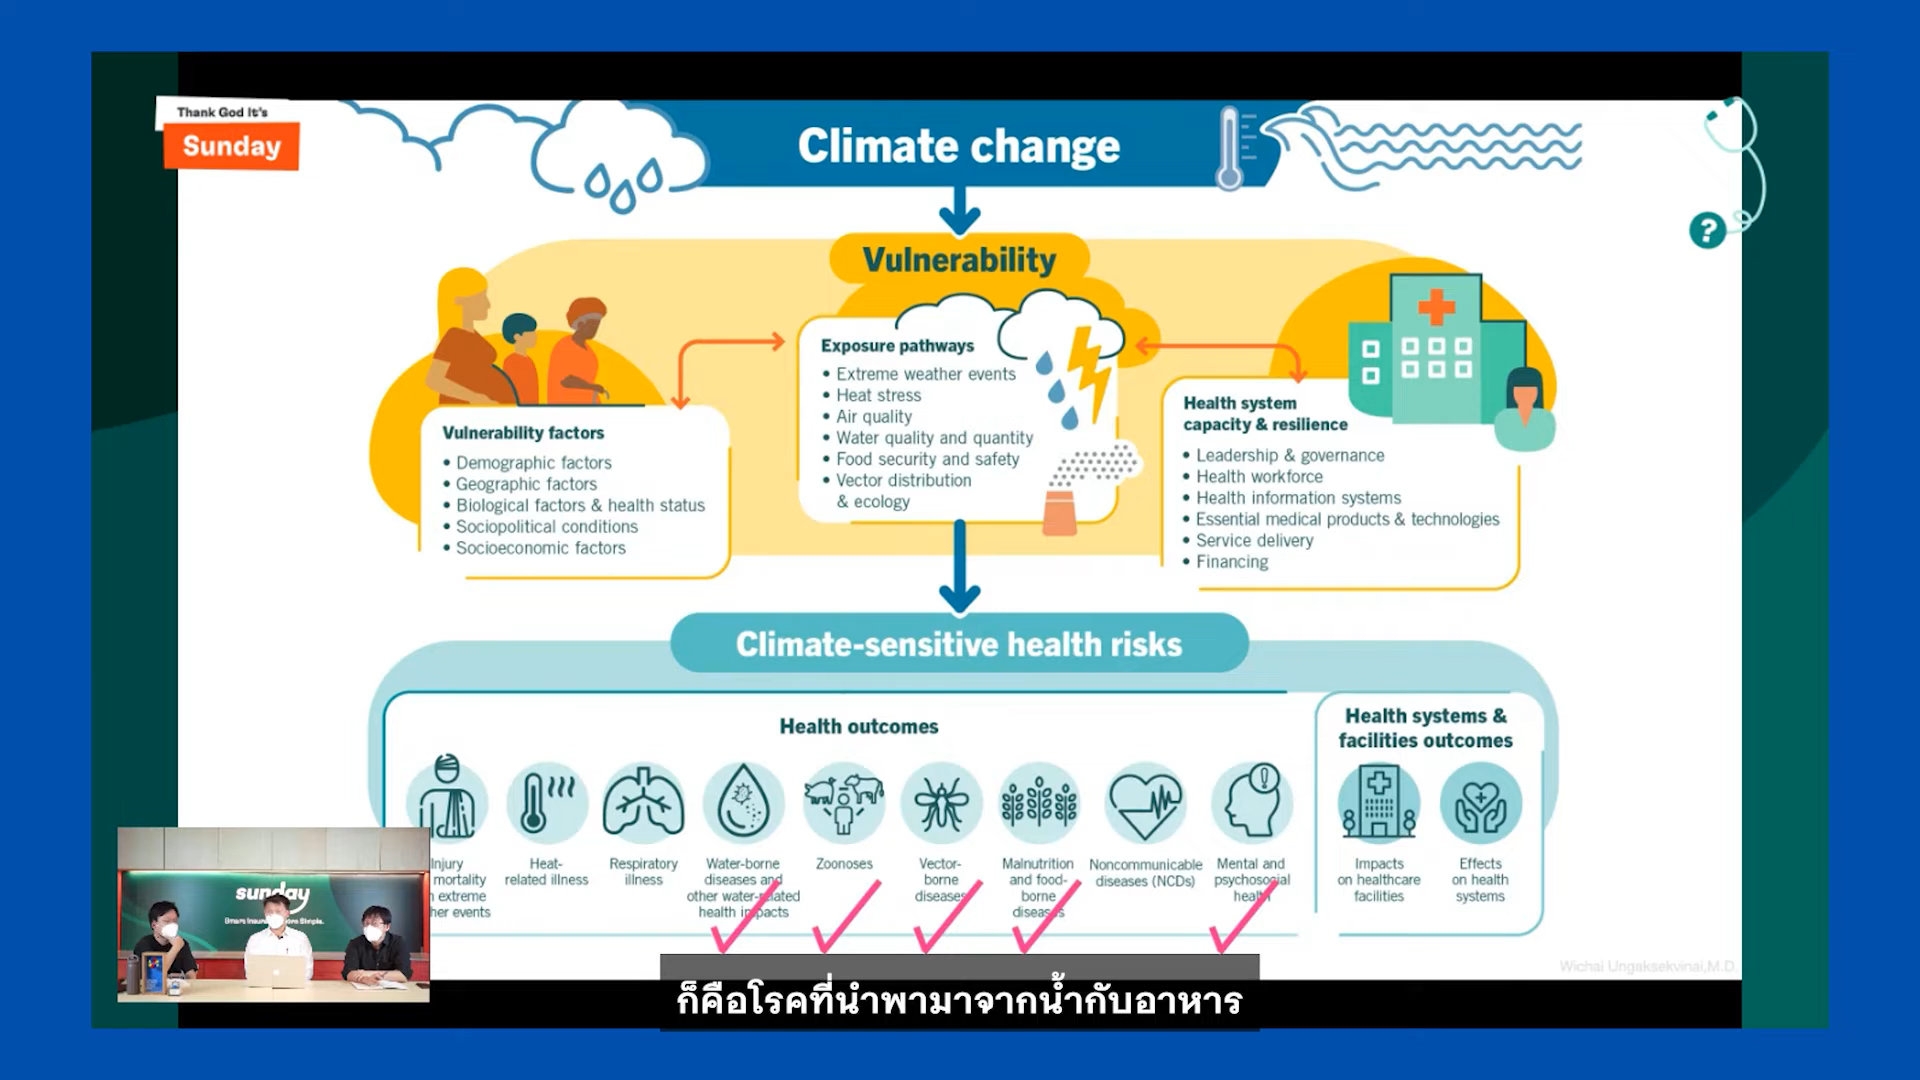 Thank God It's
Sunday
Climate change
?
Vulnerability
Exposure pathways
• Extreme weather events
• Heat stress
• Air quality
• Water quality and quantity
• Food security and safety
• Vector distribution
& ecology
Vulnerability factors
• Demographic factors
• Geographic factors
• Biological factors & health status
• Sociopolitical conditions
• Socioeconomic factors
Health system
capacity & resilience
• Leadership & governance
• Health workforce
• Health information systems
• Essential medical products & technologies
• Service delivery
• Financing
Climate-sensitive health risks
Health outcomes
Injury
mortality
extreme
events
Heat-
related illness
Respiratory
illness
Water-borne
diseases and
other water-related
health impacts
Zoonoses
Vector-
borne
diseases
Malnutrition
and food-
borne
diseases
Noncommunicable
diseases (NCDs)
Mental and
psychosocial
health
Health systems &
facilities outcomes
Impacts
on healthcare
facilities
Effects
on health
systems
sunday
Wichai Ungaksekvinai,M.D.
ก็คือโรคที่นำพามาจากน้ำกับอาหาร